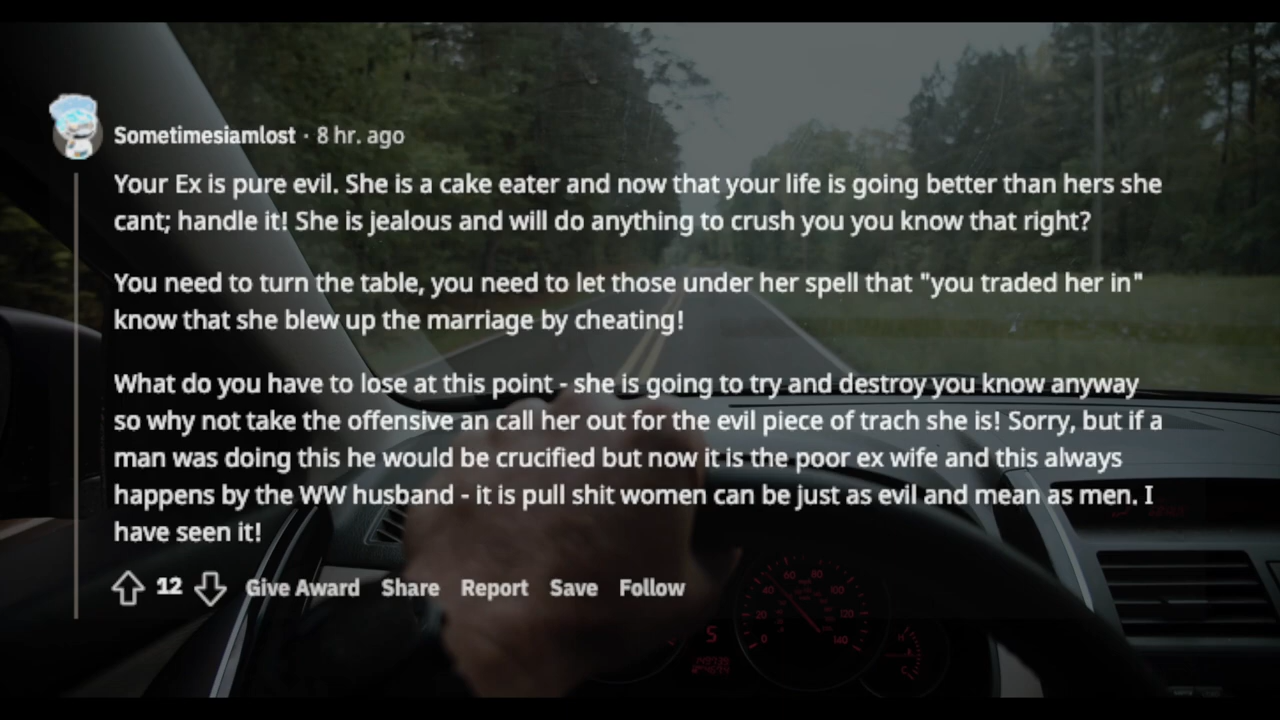 Sometimesiamlost · 8 hr. ago
Your Ex is pure evil. She is a cake eater and now that your life is going better than hers she
cant; handle it! She is jealous and will do anything to crush you you know that right?
You need to turn the table, you need to let those under her spell that "you traded her in"
know that she blew up the marriage by cheating!
What do you have to lose at this point - she is going to try and destroy you know anyway
so why not take the offensive an call her out for the evil piece of trach she is! Sorry, but if a
man was doing this he would be crucified but now it is the poor ex wife and this always
happens by the WW husband - it is pull shit women can be just as evil and mean as men. I
have seen it!
12 Give Award Share Report Save Follow
60 80
40 100
20 120
0 140
S